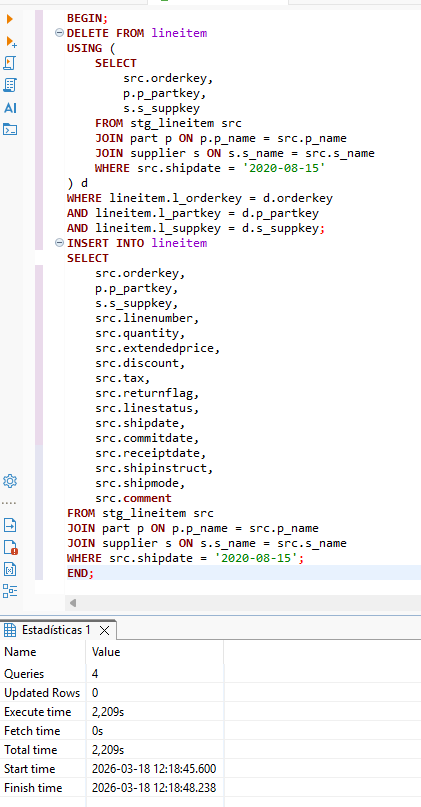 BEGIN;
DELETE FROM lineitem
USING (
SELECT
src.orderkey,
p.p_partkey,
s.s_suppkey
FROM stg_lineitem src
JOIN part p ON p.p_name = src.p_name
JOIN supplier s ON s.s_name = src.s_name
WHERE src.shipdate = '2020-08-15'
) d
WHERE lineitem.l_orderkey = d.orderkey
AND lineitem.l_partkey = d.p_partkey
AND lineitem.l_suppkey = d.s_suppkey;
INSERT INTO lineitem
SELECT
src.orderkey,
p.p_partkey,
s.s_suppkey,
src.linenumber,
src.quantity,
src.extendedprice,
src.discount,
src.tax,
src.returnflag,
src.linestatus,
src.shipdate,
src.commitdate,
src.receiptdate,
src.shipinstruct,
src.shipmode,
src.comment
FROM stg_lineitem src
JOIN part p ON p.p_name = src.p_name
JOIN supplier s ON s.s_name = src.s_name
WHERE src.shipdate = '2020-08-15';
END;
AI
Estadísticas 1
Name Value
Queries 4
Updated Rows 0
Execute time 2,209s
Fetch time 0s
Total time 2,209s
Start time 2026-03-18 12:18:45.600
Finish time 2026-03-18 12:18:48.238